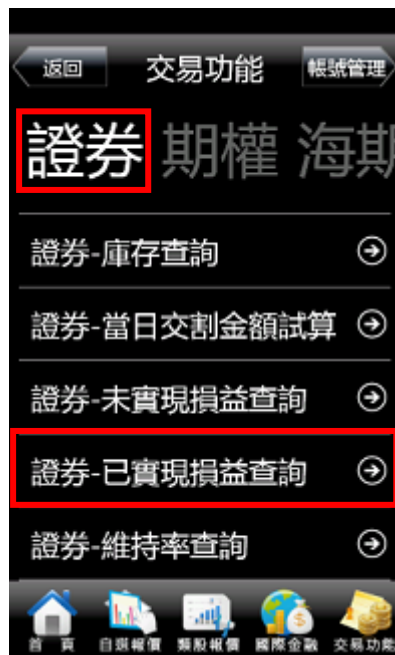 返回 交易功能 帳號管理
證券 期權 海期
證券-庫存查詢
證券-當日交割金額試算
證券-未實現損益查詢
證券-已實現損益查詢
證券-維持率查詢
首頁 自選報價 類股報價 國際金融 交易功能